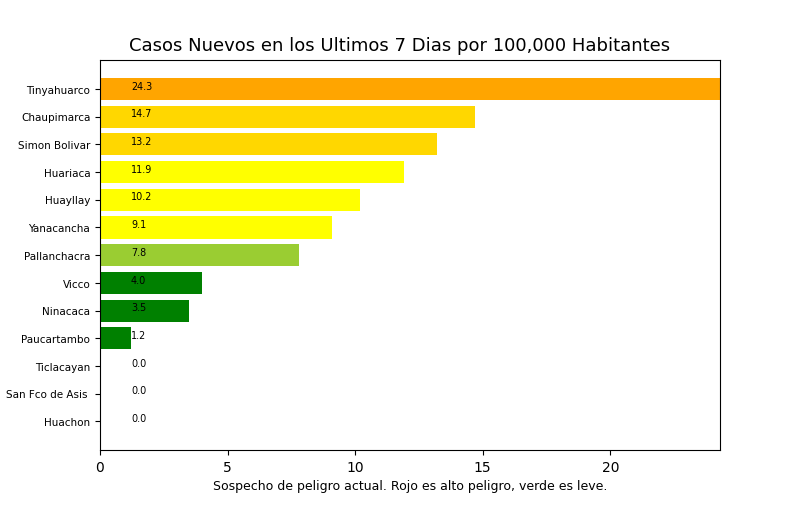 Casos Nuevos en los Ultimos 7 Dias por 100,000 Habitantes
Tinyahuarco 24.3
Chaupimarca 14.7
Simon Bolivar 13.2
Huariaca 11.9
Huayllay 10.2
Yanacancha 9.1
Pallanchacra 7.8
Vicco 4.0
Ninacaca 3.5
Paucartambo 1.2
Ticlacayan 0.0
San Fco de Asis 0.0
Huachon 0.0
0 5 10 15 20
Sospecho de peligro actual. Rojo es alto peligro, verde es leve.